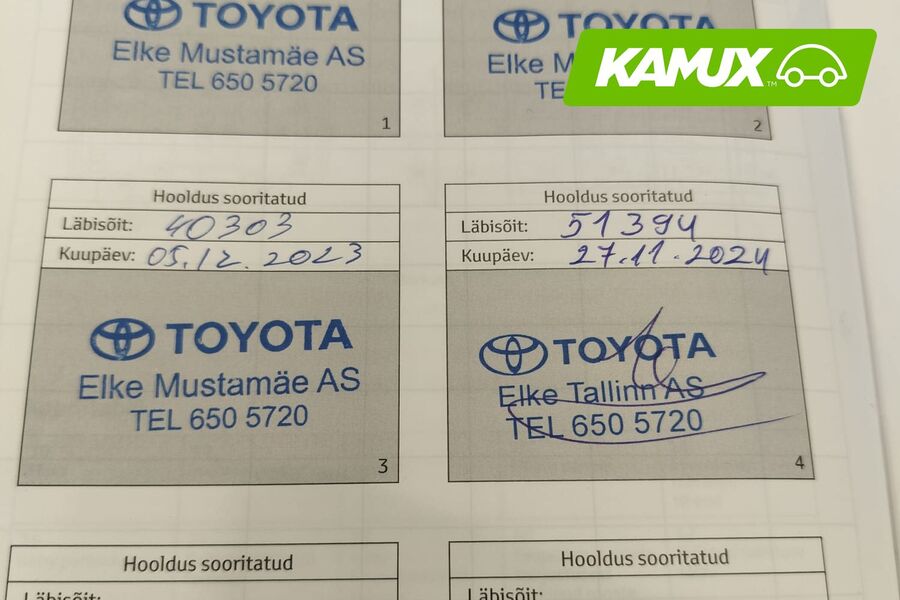 TOYOTA
Elke Mustamäe AS
TEL 650 5720
1
TOYOTA
Elke
2
KAMUX
Hooldus sooritatud
Läbisõit: 40303
Kuupäev: 05.12.2023
TOYOTA
Elke Mustamäe AS
TEL 650 5720
3
Hooldus sooritatud
Läbisõit: 51394
Kuupäev: 27.11.2024
TOYOTA
Elke Tallinn AS
TEL 650 5720
4
Hooldus sooritatud
Läbisõit:
Hooldus sooritatud
Läbisõit: